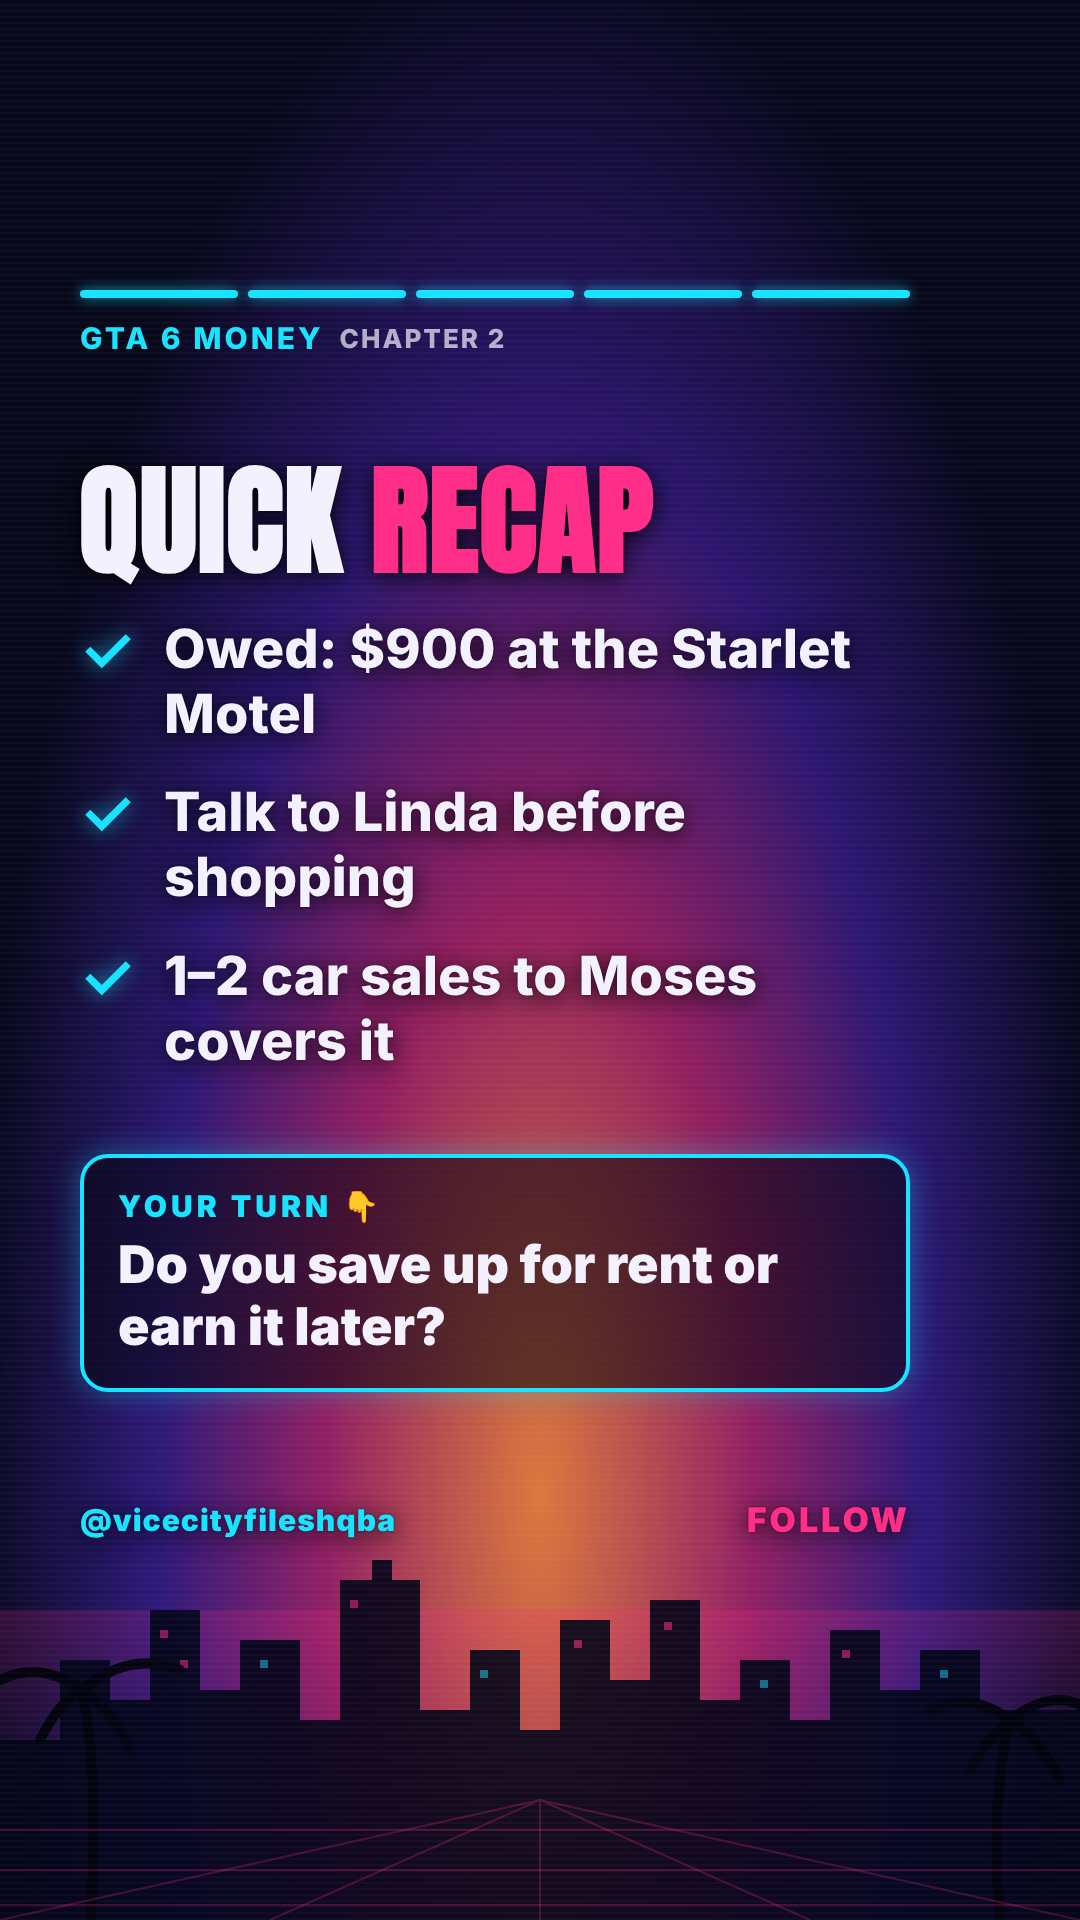 GTA 6 MONEY CHAPTER 2
QUICK RECAP
Owed: $900 at the Starlet
Motel
Talk to Linda before
shopping
1–2 car sales to Moses
covers it
YOUR TURN 👇
Do you save up for rent or
earn it later?
@vicecityfileshqba
FOLLOW